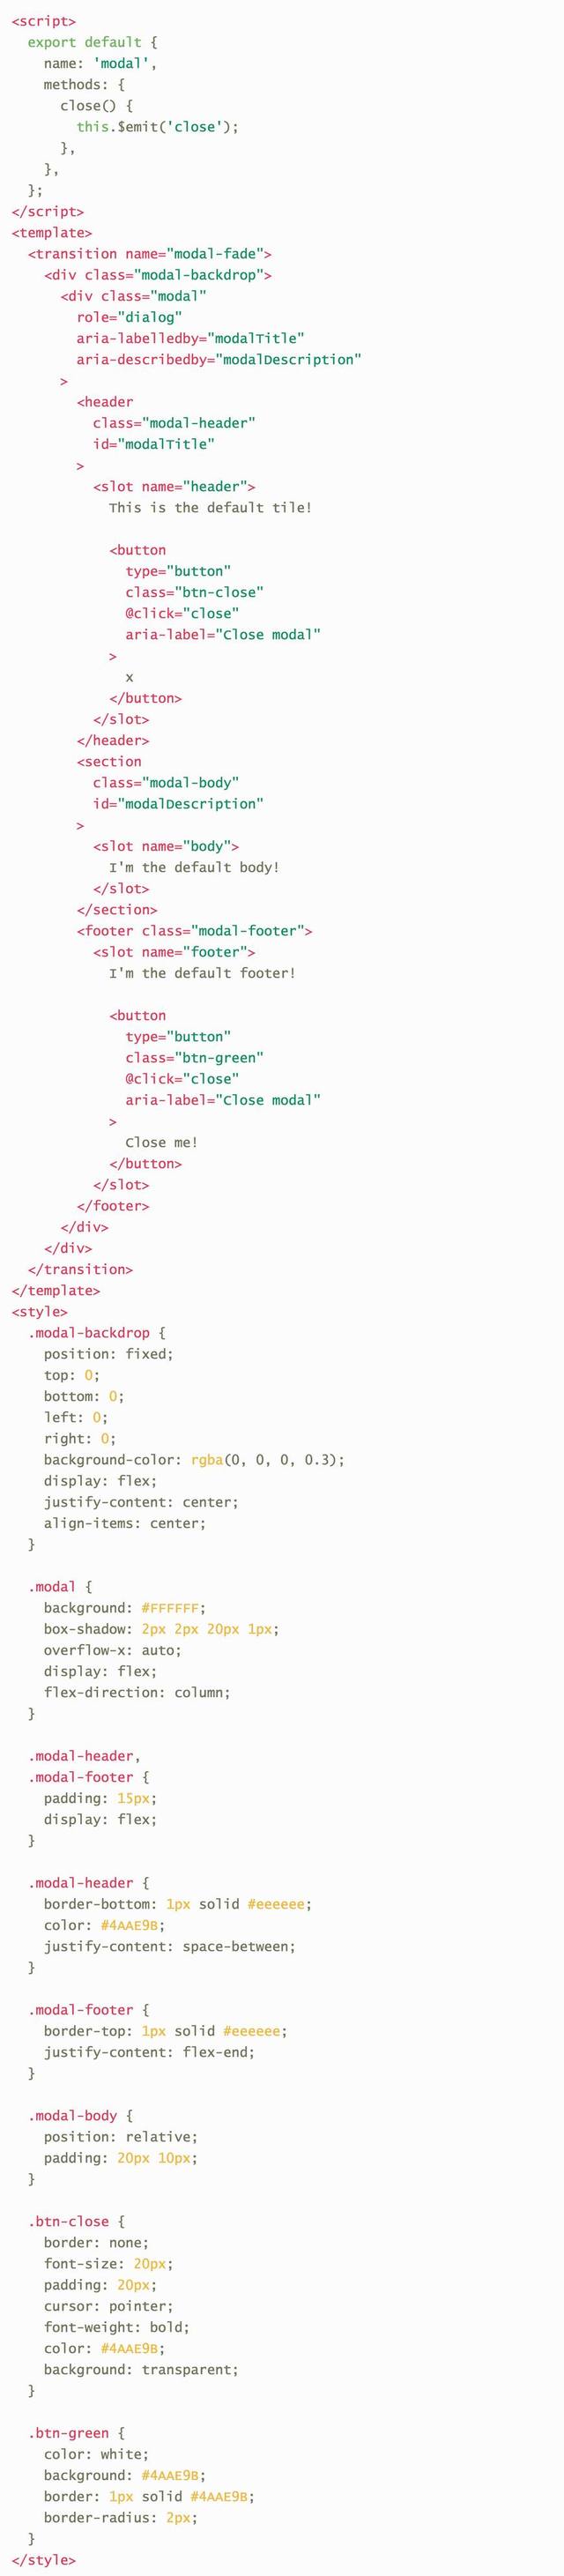 <script>
  export default {
    name: 'modal',
    methods: {
      close() {
        this.$emit('close');
      },
    },
  };
</script>
<template>
  <transition name="modal-fade">
    <div class="modal-backdrop">
      <div class="modal"
        role="dialog"
        aria-labelledby="modalTitle"
        aria-describedby="modalDescription"
      >
        <header
          class="modal-header"
          id="modalTitle"
        >
          <slot name="header">
            This is the default tile!

            <button
              type="button"
              class="btn-close"
              @click="close"
              aria-label="Close modal"
            >
              x
            </button>
          </slot>
        </header>
        <section
          class="modal-body"
          id="modalDescription"
        >
          <slot name="body">
            I'm the default body!
          </slot>
        </section>
        <footer class="modal-footer">
          <slot name="footer">
            I'm the default footer!

            <button
              type="button"
              class="btn-green"
              @click="close"
              aria-label="Close modal"
            >
              Close me!
            </button>
          </slot>
        </footer>
      </div>
    </div>
  </transition>
</template>
<style>
  .modal-backdrop {
    position: fixed;
    top: 0;
    bottom: 0;
    left: 0;
    right: 0;
    background-color: rgba(0, 0, 0, 0.3);
    display: flex;
    justify-content: center;
    align-items: center;
  }

  .modal {
    background: #FFFFFF;
    box-shadow: 2px 2px 20px 1px;
    overflow-x: auto;
    display: flex;
    flex-direction: column;
  }

  .modal-header,
  .modal-footer {
    padding: 15px;
    display: flex;
  }

  .modal-header {
    border-bottom: 1px solid #eeeeee;
    color: #4AAE9B;
    justify-content: space-between;
  }

  .modal-footer {
    border-top: 1px solid #eeeeee;
    justify-content: flex-end;
  }

  .modal-body {
    position: relative;
    padding: 20px 10px;
  }

  .btn-close {
    border: none;
    font-size: 20px;
    padding: 20px;
    cursor: pointer;
    font-weight: bold;
    color: #4AAE9B;
    background: transparent;
  }

  .btn-green {
    color: white;
    background: #4AAE9B;
    border: 1px solid #4AAE9B;
    border-radius: 2px;
  }
</style>